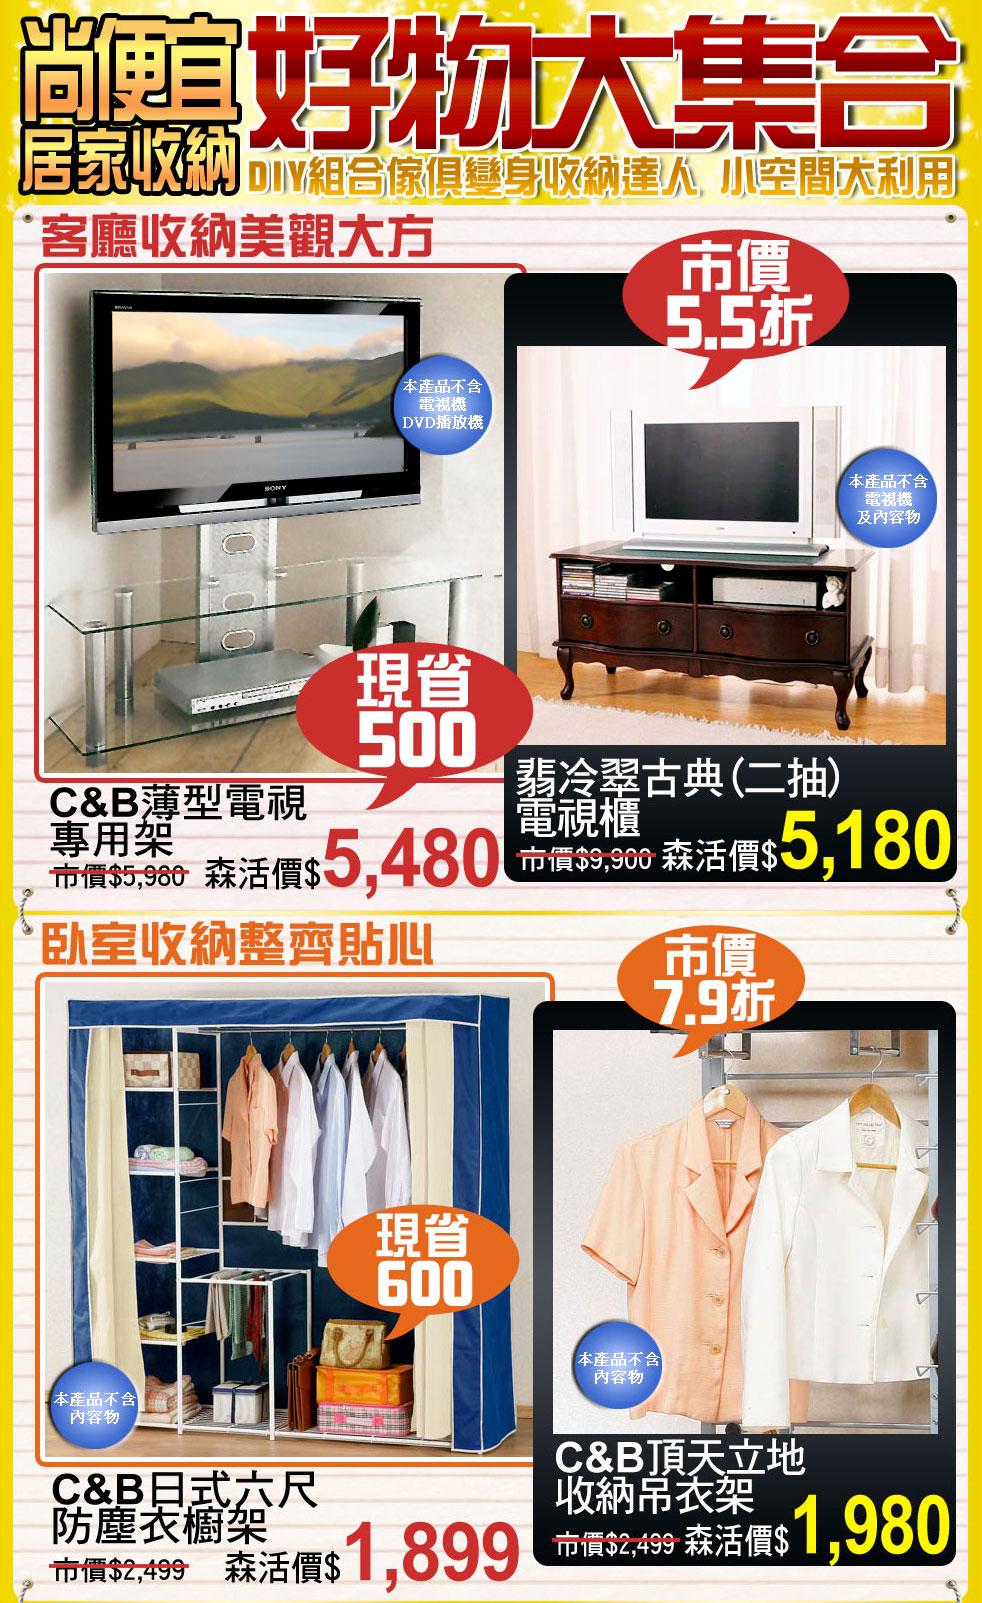 尚便宜
居家收納
好物大集合
DIY組合傢俱變身收納達人 小空間大利用
客廳收納美觀大方
BRAVIA
SONY
本產品不含
電視機
DVD播放機
現省
500
C&B薄型電視
專用架
市價$5,980 森活價$5,480
市價
5.5折
本產品不含
電視機
及內容物
翡冷翠古典(二抽)
電視櫃
市價$9,900 森活價$5,180
臥室收納整齊貼心
現省
600
本產品不含
內容物
C&B日式六尺
防塵衣櫥架
市價$2,499 森活價$1,899
市價
7.9折
本產品不含
內容物
C&B頂天立地
收納吊衣架
市價$2,499 森活價$1,980